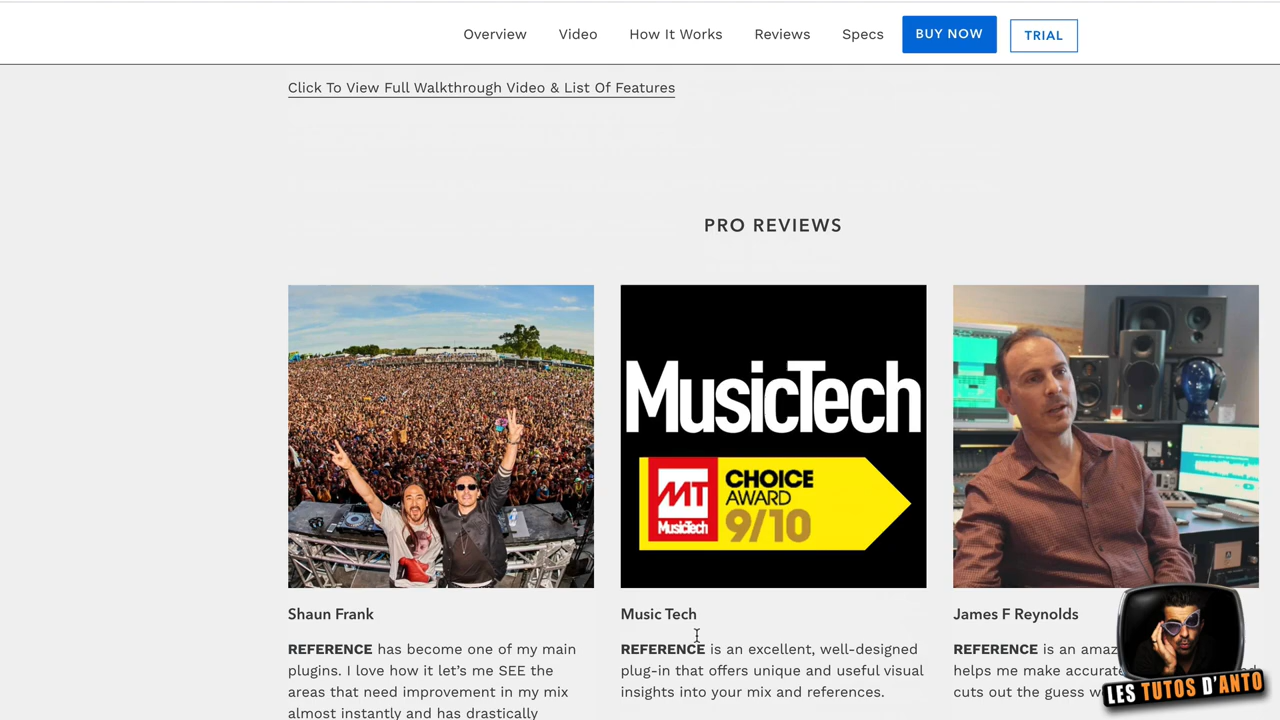 Overview Video How It Works Reviews Specs BUY NOW TRIAL
Click To View Full Walkthrough Video & List Of Features
PRO REVIEWS
MusicTech
MT
MusicTech
CHOICE
AWARD
9/10
Shaun Frank
REFERENCE has become one of my main
plugins. I love how it let's me SEE the
areas that need improvement in my mix
almost instantly and has drastically
Music Tech
REFERENCE is an excellent, well-designed
plug-in that offers unique and useful visual
insights into your mix and references.
James F Reynolds
REFERENCE is an
helps me make
cuts out the guess
LES TUTOS D'ANTO